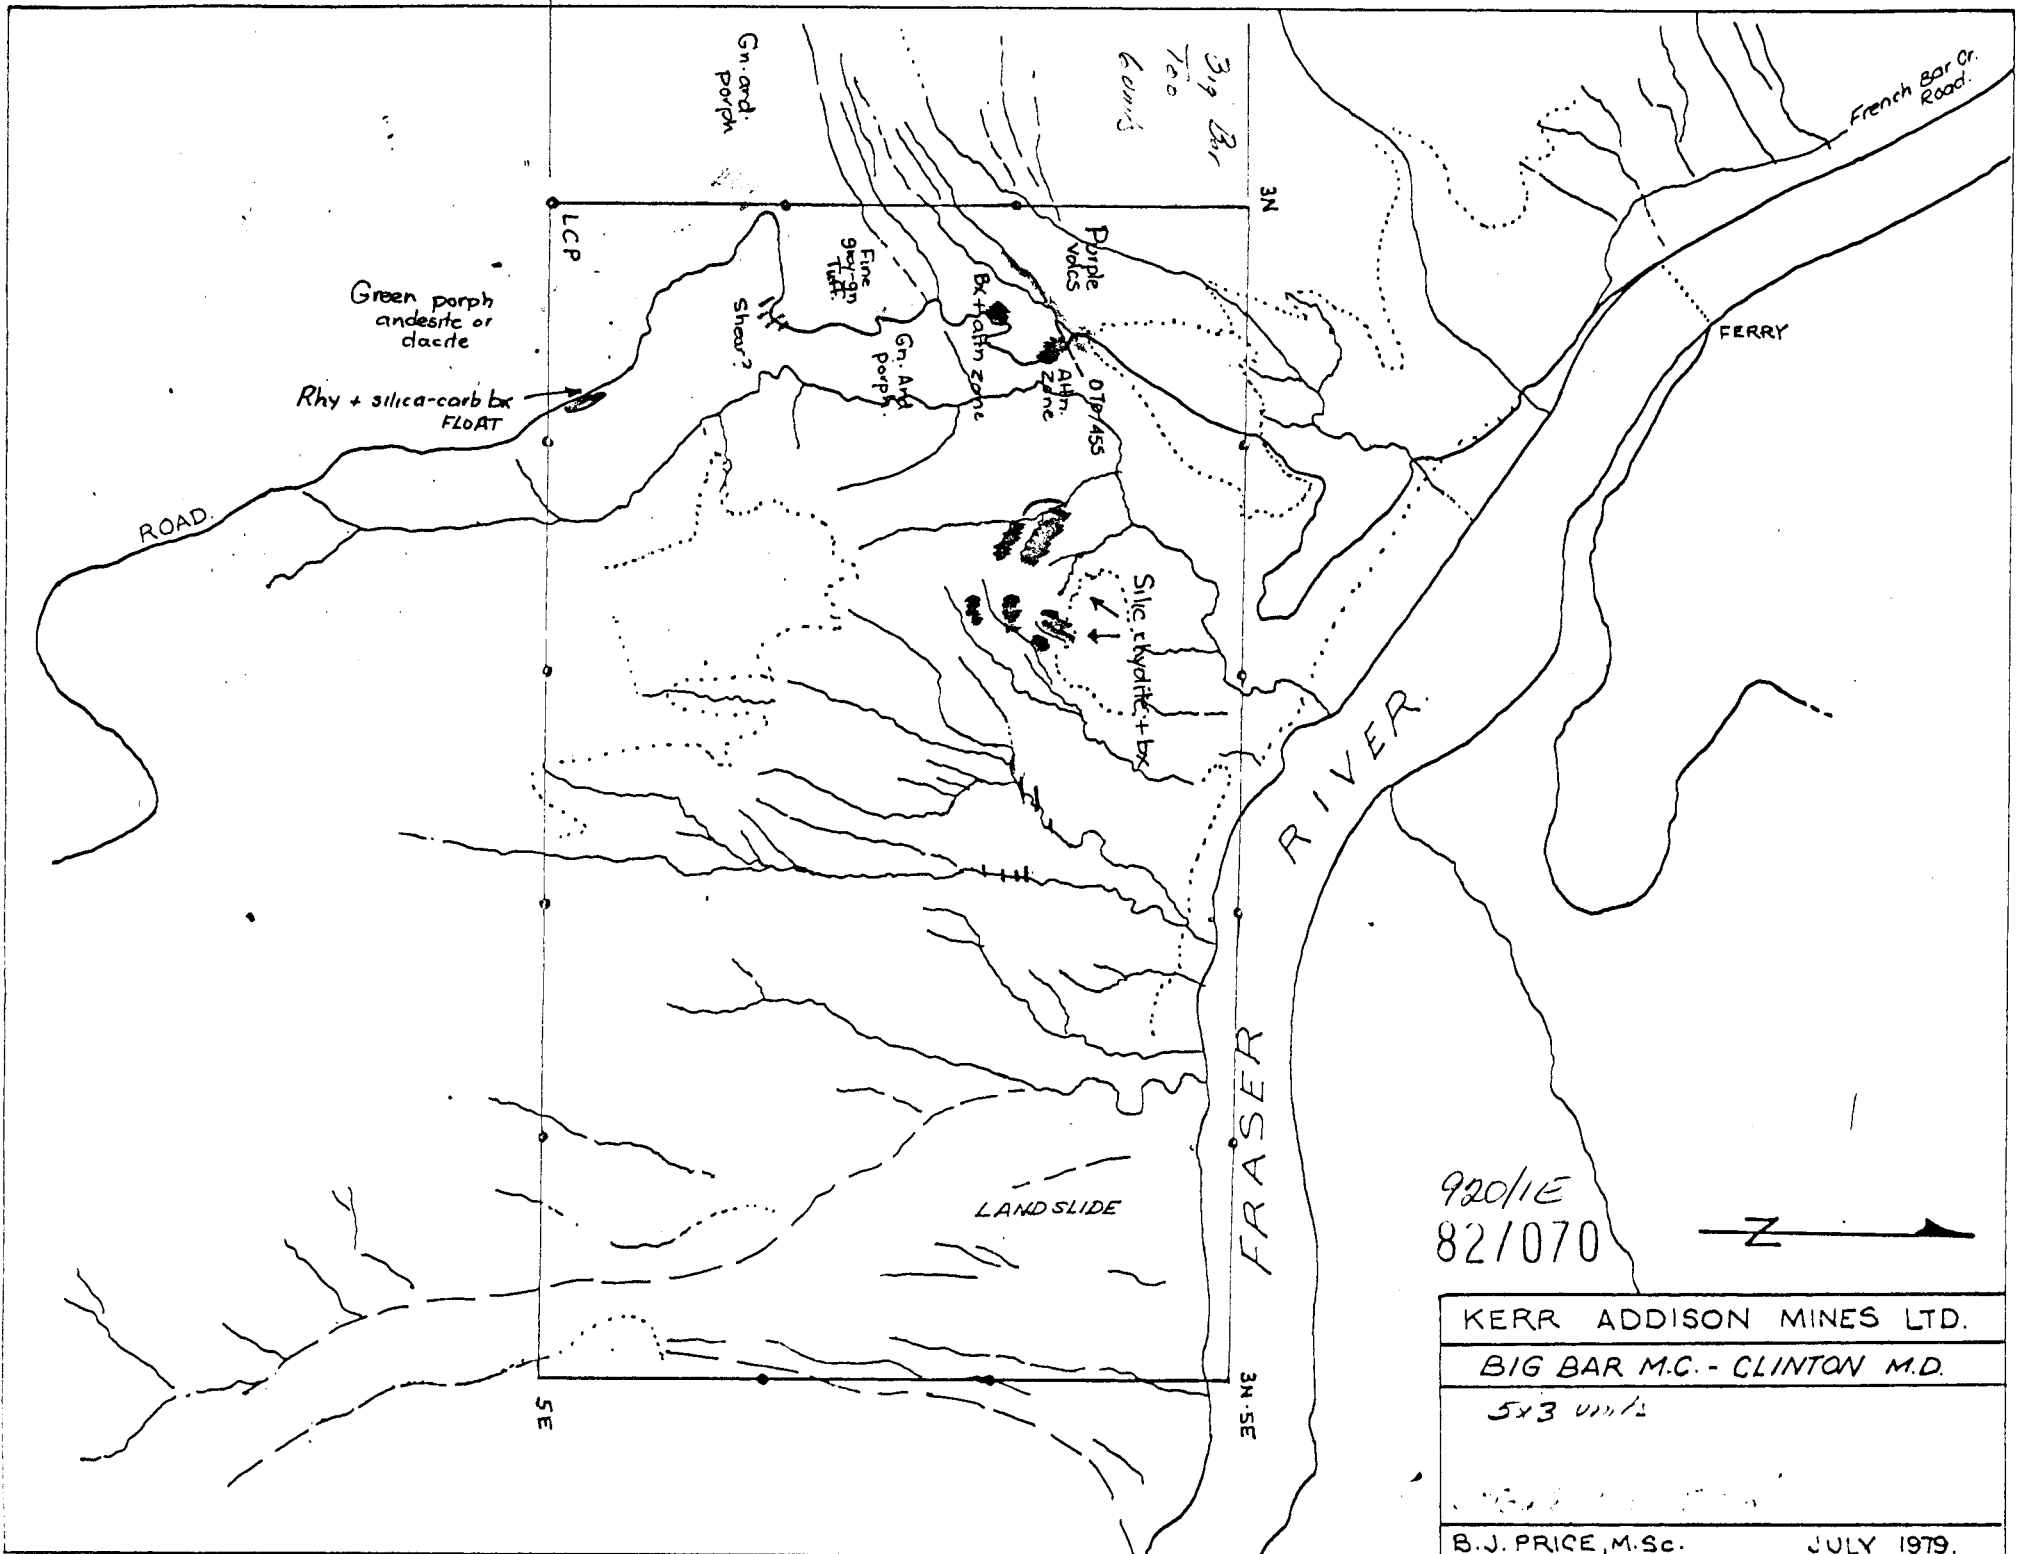 Gn. and.
porph
Big Bar
Too
6 units
French Bar Cr.
Road.
3N
LCP
Purple
volcs
Fine
gray-gn
Tuff.
Bx + altn zone
Shear?
Gn. And
porph.
Altn.
zone
OTP/455
FERRY
Green porph
andesite or
dacite
Rhy + silica-carb bx
FLOAT
ROAD.
Silic rhyolite + bx
FRASER RIVER.
LANDSLIDE
5E
3N-5E
920/1E
82/070
N
KERR ADDISON MINES LTD.
BIG BAR M.C. - CLINTON M.D.
5x3 units
B.J. PRICE, M.Sc. JULY 1979.